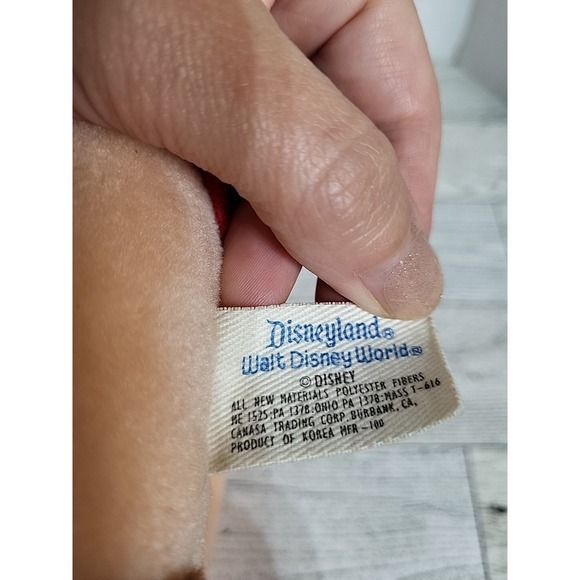 Disneyland®
Walt Disney World®
© DISNEY
ALL NEW MATERIALS POLYESTER FIBERS
ME 1525:PA 1378:OHIO PA 1378:MASS T-616
CANASA TRADING CORP BURBANK, CA.
PRODUCT OF KOREA MFR-100